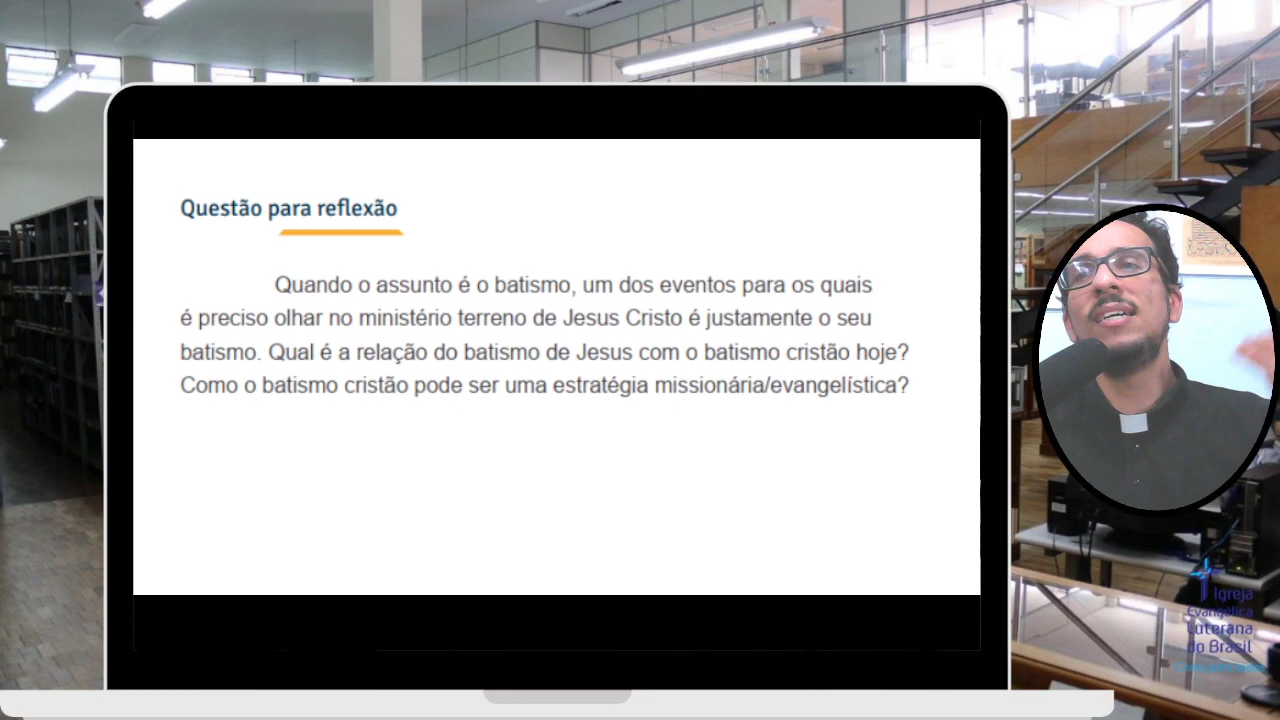 Questão para reflexão
Quando o assunto é o batismo, um dos eventos para os quais
é preciso olhar no ministério terreno de Jesus Cristo é justamente o seu
batismo. Qual é a relação do batismo de Jesus com o batismo cristão hoje?
Como o batismo cristão pode ser uma estratégia missionária/evangelística?
Igreja
Evangélica
Luterana
do Brasil